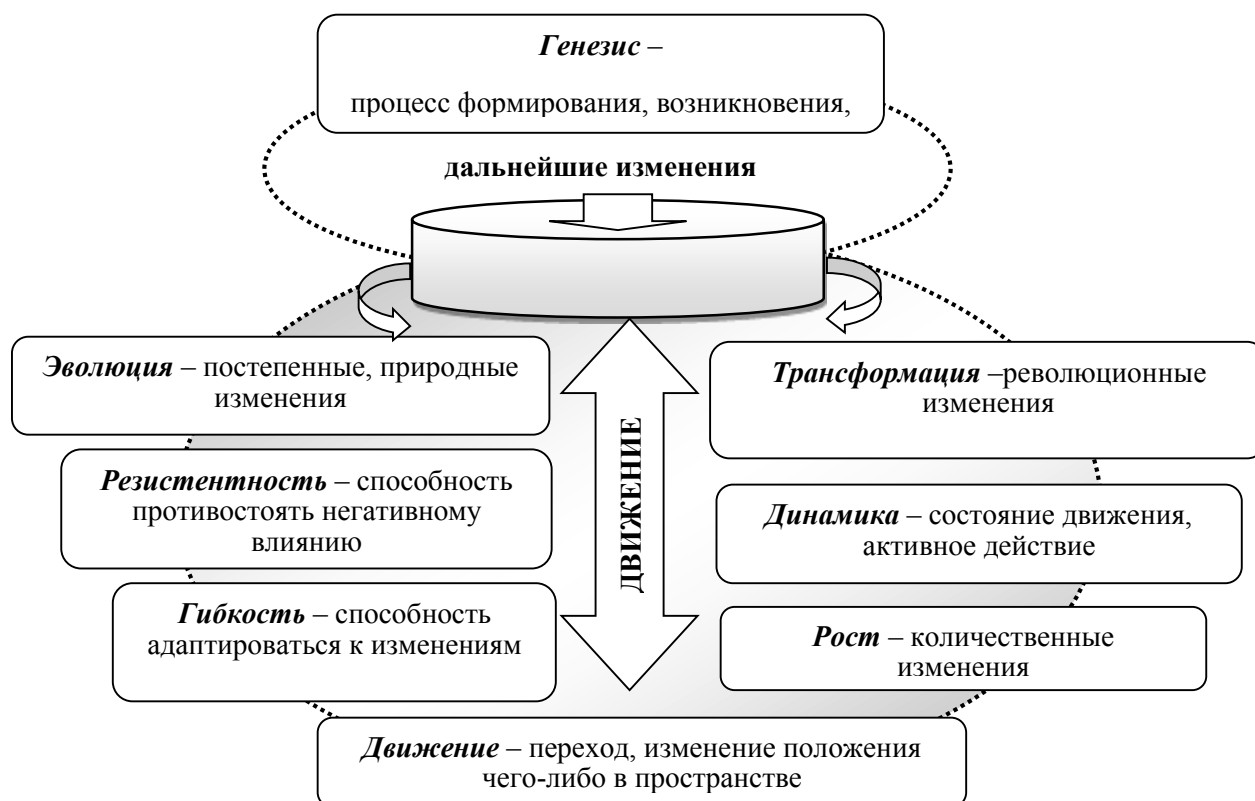 Генезис –
процесс формирования, возникновения,
дальнейшие изменения
Эволюция – постепенные, природные
изменения
Резистентность – способность
противостоять негативному
влиянию
Гибкость – способность
адаптироваться к изменениям
ДВИЖЕНИЕ
Трансформация –революционные
изменения
Динамика – состояние движения,
активное действие
Рост – количественные
изменения
Движение – переход, изменение положения
чего-либо в пространстве